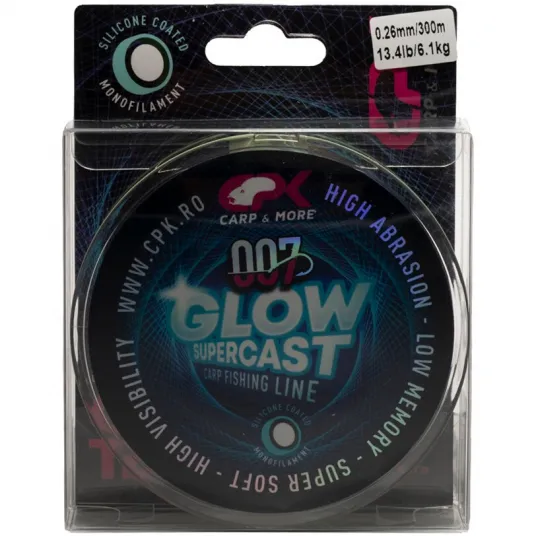 SILICONE COATED
MONOFILAMENT
0.26mm/300m
13.4lb/6.1kg
CPK
CARP & MORE
007
GLOW
SUPERCAST
CARP FISHING LINE
SILICONE COATED
MONOFILAMENT
WWW.CPK.RO
HIGH ABRASION - LOW MEMORY - SUPER SOFT - HIGH VISIBILITY